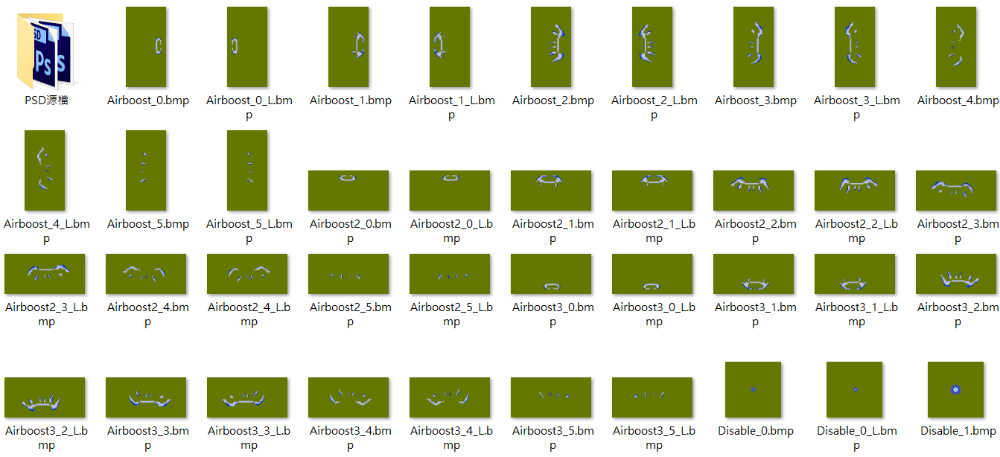 PSD源檔
Airboost_0.bmp
Airboost_0_L.bm
p
Airboost_1.bmp
Airboost_1_L.bm
p
Airboost_2.bmp
Airboost_2_L.bm
p
Airboost_3.bmp
Airboost_3_L.bm
p
Airboost_4.bmp
Airboost_4_L.bm
p
Airboost_5.bmp
Airboost_5_L.bm
p
Airboost2_0.bm
p
Airboost2_0_L.b
mp
Airboost2_1.bm
p
Airboost2_1_L.b
mp
Airboost2_2.bm
p
Airboost2_2_L.b
mp
Airboost2_3.bm
p
Airboost2_3_L.b
mp
Airboost2_4.bm
p
Airboost2_4_L.b
mp
Airboost2_5.bm
p
Airboost2_5_L.b
mp
Airboost3_0.bm
p
Airboost3_0_L.b
mp
Airboost3_1.bm
p
Airboost3_1_L.b
mp
Airboost3_2.bm
p
Airboost3_2_L.b
mp
Airboost3_3.bm
p
Airboost3_3_L.b
mp
Airboost3_4.bm
p
Airboost3_4_L.b
mp
Airboost3_5.bm
p
Airboost3_5_L.b
mp
Disable_0.bmp
Disable_0_L.bm
p
Disable_1.bmp